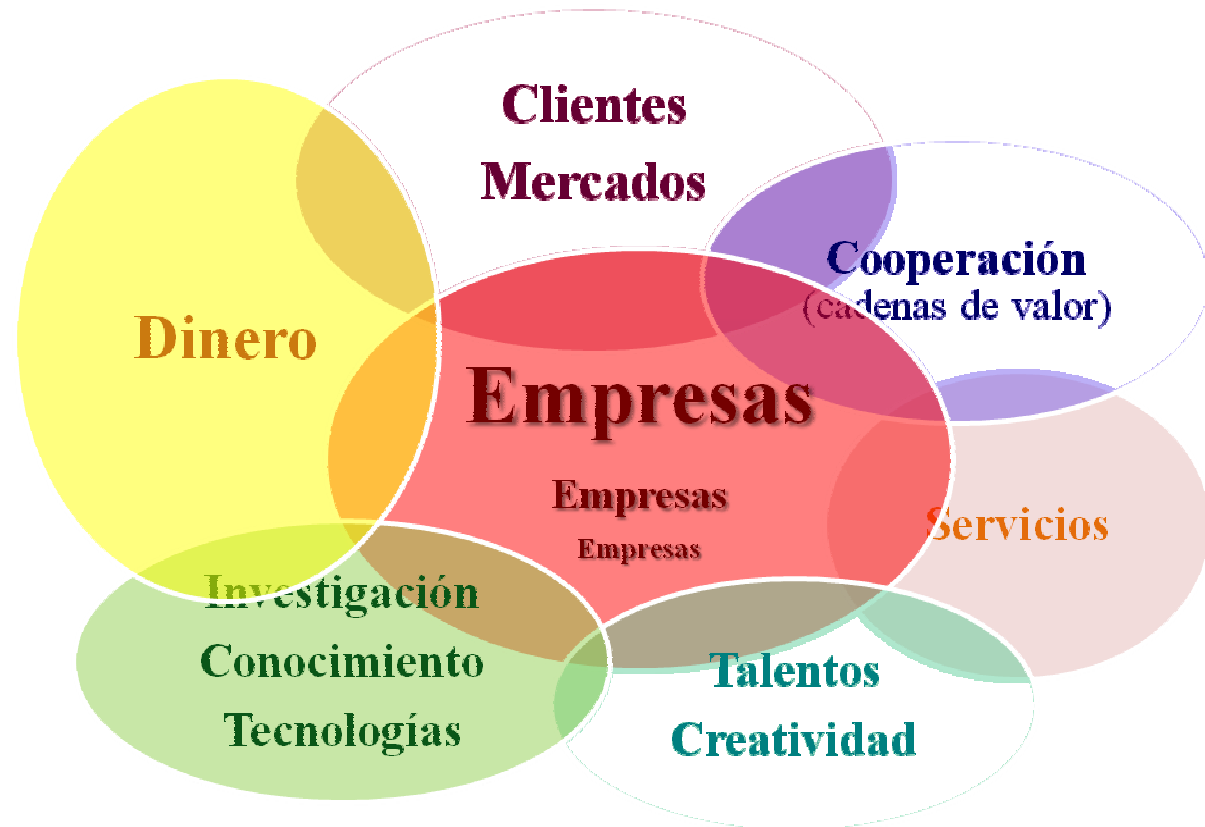 Clientes
Mercados
Cooperación
(cadenas de valor)
Dinero
Empresas
Empresas
Empresas
Servicios
Investigación
Conocimiento
Tecnologías
Talentos
Creatividad